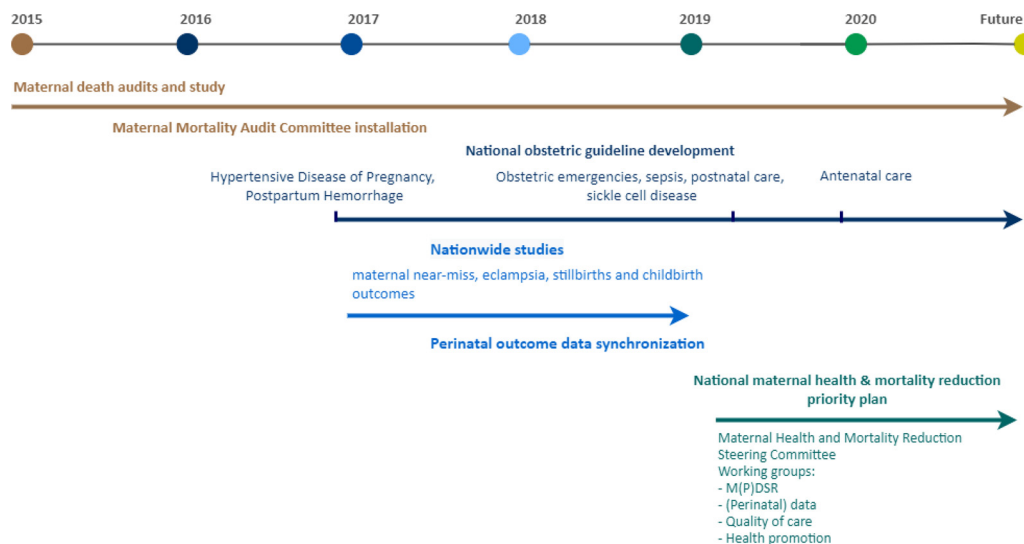 2015
2016
2017
2018
2019
2020
Future
Maternal death audits and study
Maternal Mortality Audit Committee installation
National obstetric guideline development
Hypertensive Disease of Pregnancy,
Postpartum Hemorrhage
Obstetric emergencies, sepsis, postnatal care,
sickle cell disease
Antenatal care
Nationwide studies
maternal near-miss, eclampsia, stillbirths and childbirth
outcomes
Perinatal outcome data synchronization
National maternal health & mortality reduction
priority plan
Maternal Health and Mortality Reduction
Steering Committee
Working groups:
- M(P)DSR
- (Perinatal) data
- Quality of care
- Health promotion